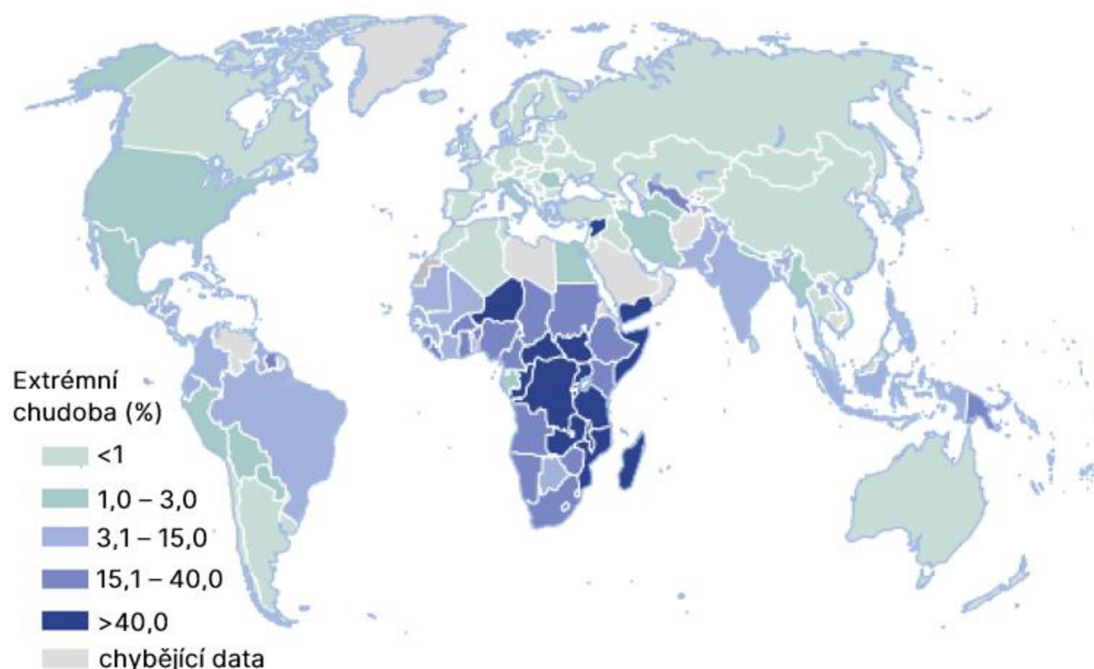 Extrémní
chudoba (%)
<1
1,0 – 3,0
3,1 – 15,0
15,1 – 40,0
>40,0
chybějící data